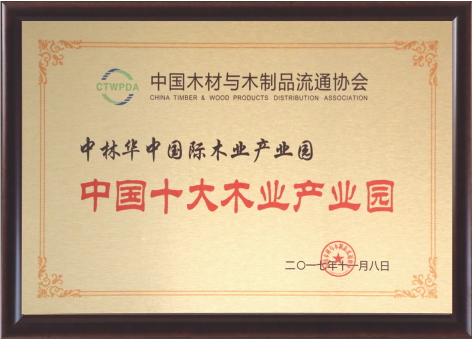 CTWPDA
中国木材与木制品流通协会
CHINA TIMBER & WOOD PRODUCTS DISTRIBUTION ASSOCIATION
中林华中国际木业产业园
中国十大木业产业园
二〇一七年十一月八日